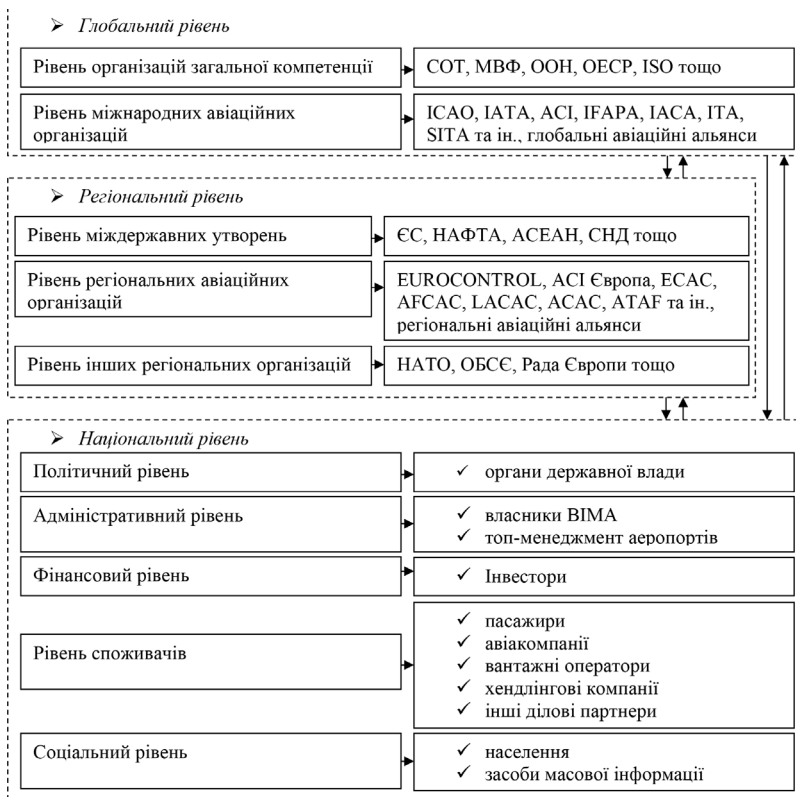 ➢ Глобальний рівень
Рівень організацій загальної компетенції
СОТ, МВФ, ООН, ОЕСР, ISO тощо
Рівень міжнародних авіаційних
організацій
ICAO, IATA, ACI, IFAPA, IACA, ITA,
SITA та ін., глобальні авіаційні альянси
➢ Регіональний рівень
Рівень міждержавних утворень
ЄС, НАФТА, АСЕАН, СНД тощо
Рівень регіональних авіаційних
організацій
EUROCONTROL, ACI Європа, ECAC,
AFCAC, LACAC, ACAC, ATAF та ін.,
регіональні авіаційні альянси
Рівень інших регіональних організацій
НАТО, ОБСЄ, Рада Європи тощо
➢ Національний рівень
Політичний рівень
✓ органи державної влади
Адміністративний рівень
✓ власники ВІМА
✓ топ-менеджмент аеропортів
Фінансовий рівень
✓ Інвестори
Рівень споживачів
✓ пасажири
✓ авіакомпанії
✓ вантажні оператори
✓ хендлінгові компанії
✓ інші ділові партнери
Соціальний рівень
✓ населення
✓ засоби масової інформації